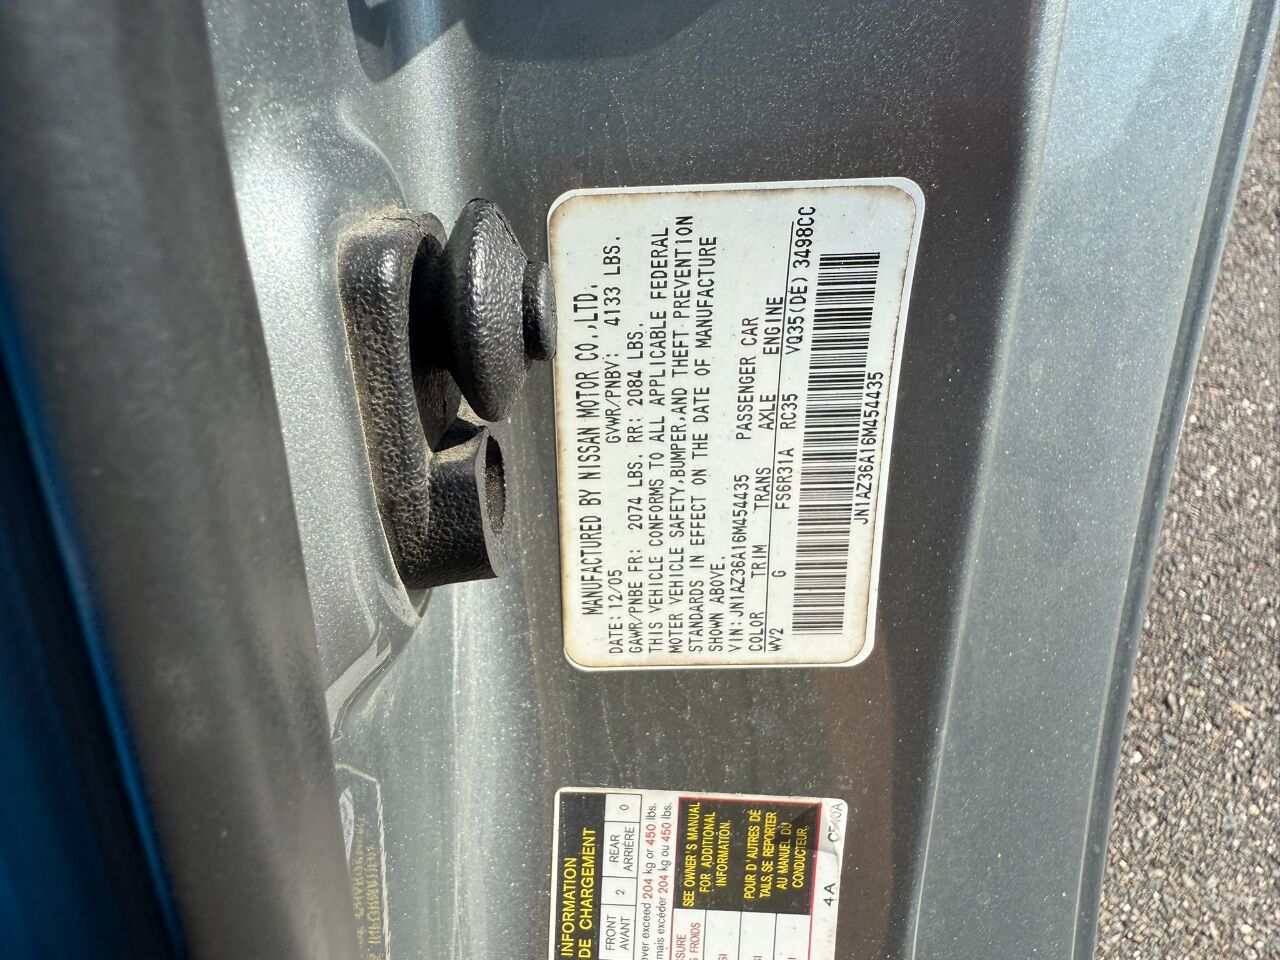 MANUFACTURED BY NISSAN MOTOR CO.,LTD.
DATE: 12/05 GVWR/PNBV: 4133 LBS.
GAWR/PNBE FR: 2074 LBS. RR: 2084 LBS.
THIS VEHICLE CONFORMS TO ALL APPLICABLE FEDERAL
MOTER VEHICLE SAFETY,BUMPER,AND THEFT PREVENTION
STANDARDS IN EFFECT ON THE DATE OF MANUFACTURE
SHOWN ABOVE.
VIN: JN1AZ36A16M454435 PASSENGER CAR
COLOR TRIM TRANS AXLE ENGINE
WV2 G FS6R31A RC35 VQ35(DE) 3498CC
JN1AZ36A16M454435
INFORMATION
DE CHARGEMENT
FRONT 2 REAR 0
AVANT ARRIÈRE
exceed 204 kg or 450 lbs.
excéder 204 kg ou 450 lbs.
FROIDS
SEE OWNER'S MANUAL
FOR ADDITIONAL
INFORMATION.
POUR D'AUTRES DÉ
TAILS, SE REPORTER
AU MANUEL DU
CONDUCTEUR.
4A